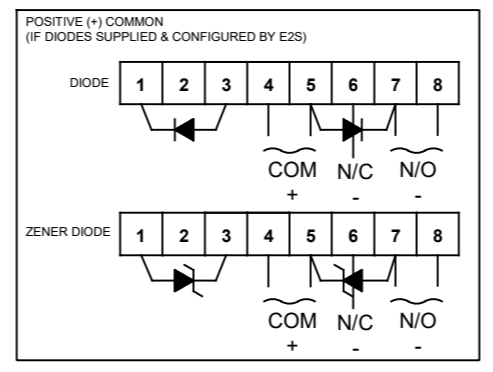 POSITIVE (+) COMMON
(IF DIODES SUPPLIED & CONFIGURED BY E2S)
DIODE 1 2 3 4 5 6 7 8
COM N/C N/O
+ - -
ZENER DIODE 1 2 3 4 5 6 7 8
COM N/C N/O
+ - -